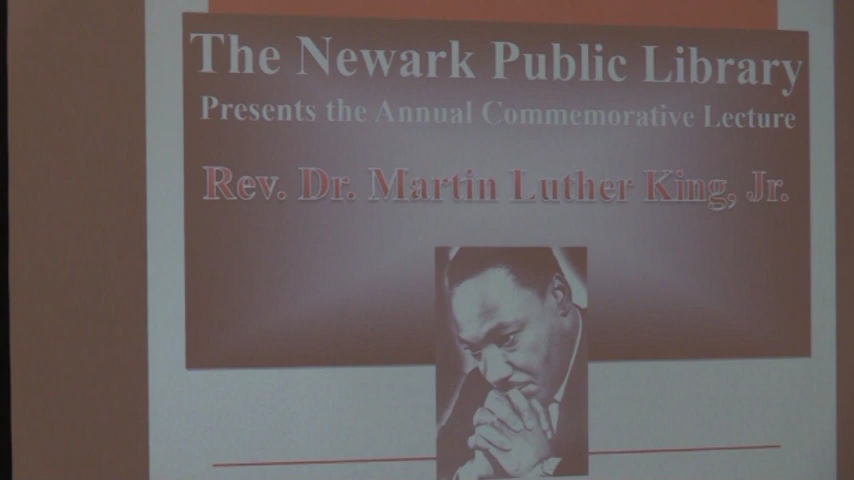 The Newark Public Library
Presents the Annual Commemorative Lecture
Rev. Dr. Martin Luther King, Jr.